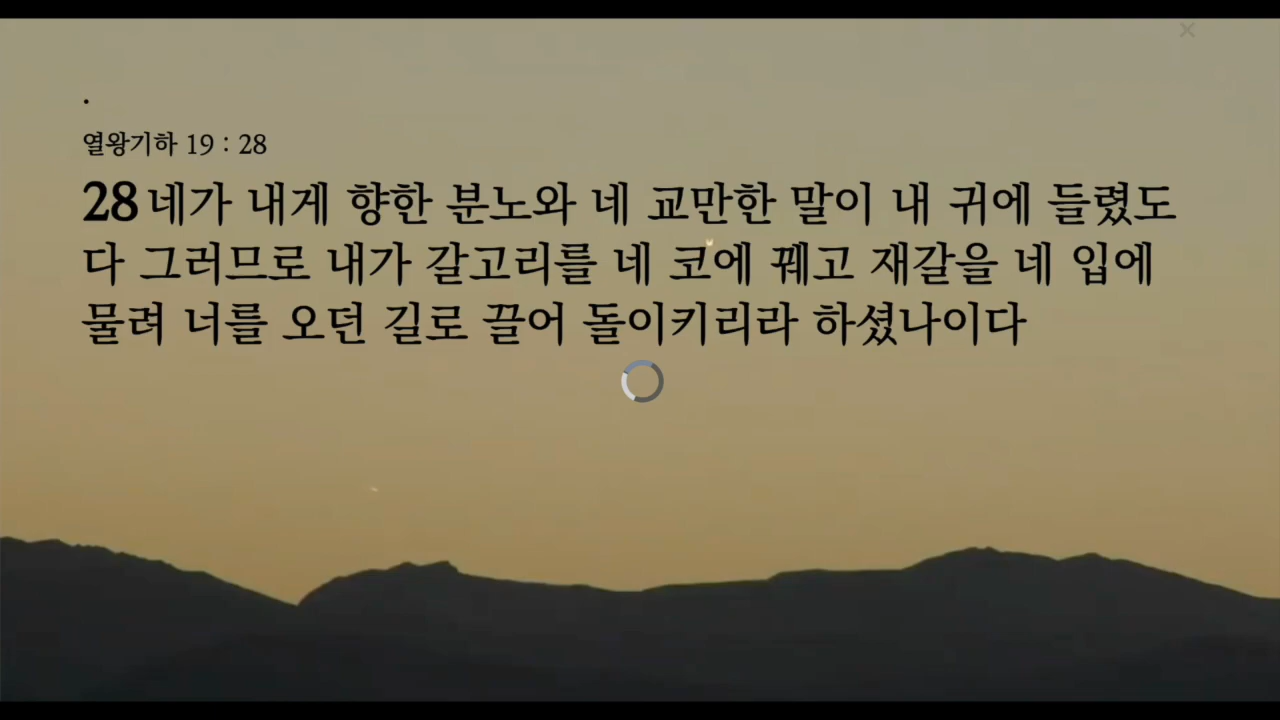 .
열왕기하 19 : 28
28 네가 내게 향한 분노와 네 교만한 말이 내 귀에 들렸도
다 그러므로 내가 갈고리를 네 코에 꿰고 재갈을 네 입에
물려 너를 오던 길로 끌어 돌이키리라 하셨나이다